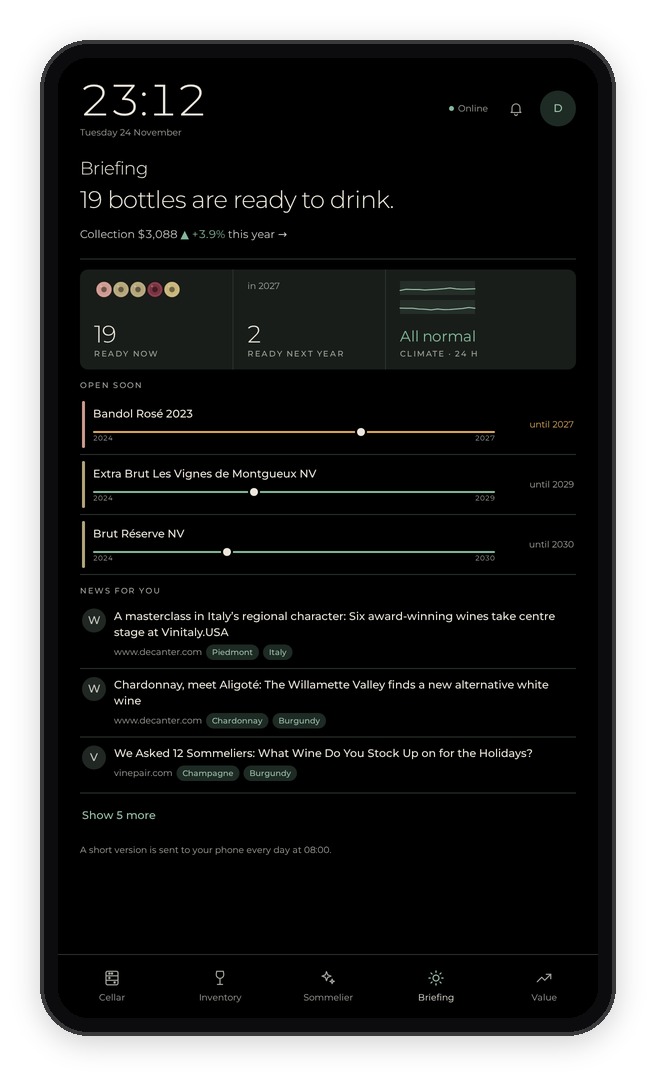 23:12
Tuesday 24 November
Online
D
Briefing
19 bottles are ready to drink.
Collection $3,088 ▲ +3.9% this year →
19
READY NOW
in 2027
2
READY NEXT YEAR
All normal
CLIMATE · 24 H
OPEN SOON
Bandol Rosé 2023
2024
2027
until 2027
Extra Brut Les Vignes de Montgueux NV
2024
2029
until 2029
Brut Réserve NV
2024
2030
until 2030
NEWS FOR YOU
W
A masterclass in Italy’s regional character: Six award-winning wines take centre
stage at Vinitaly.USA
www.decanter.com Piedmont Italy
W
Chardonnay, meet Aligoté: The Willamette Valley finds a new alternative white
wine
www.decanter.com Chardonnay Burgundy
V
We Asked 12 Sommeliers: What Wine Do You Stock Up on for the Holidays?
vinepair.com Champagne Burgundy
Show 5 more
A short version is sent to your phone every day at 08:00.
Cellar Inventory Sommelier Briefing Value